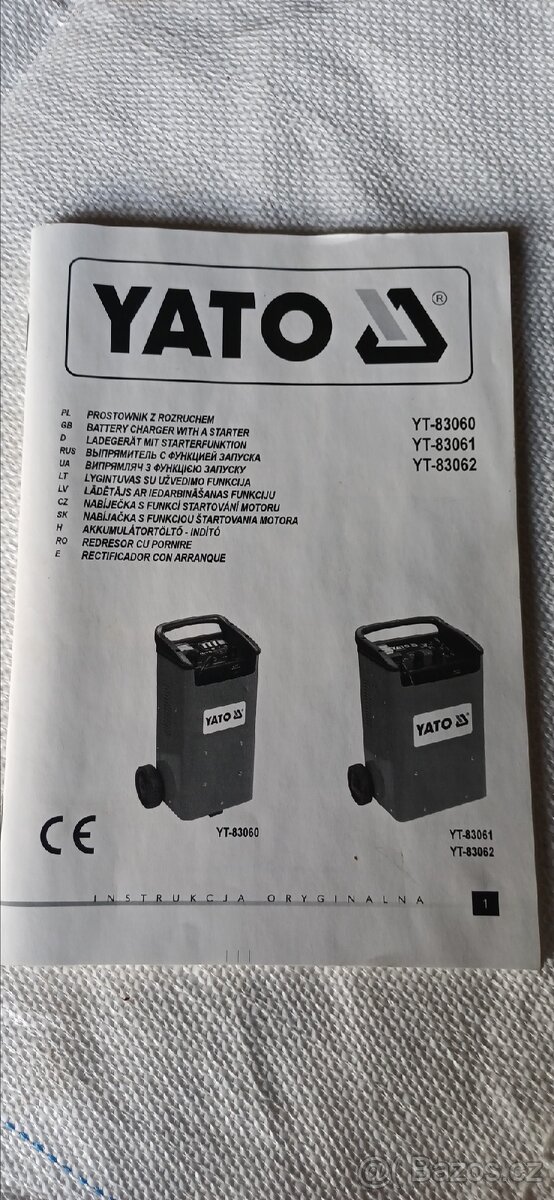 YATO ®
PL PROSTOWNIK Z ROZRUCHEM
GB BATTERY CHARGER WITH A STARTER
D LADEGERÄT MIT STARTERFUNKTION
RUS ВЫПРЯМИТЕЛЬ С ФУНКЦИЕЙ ЗАПУСКА
UA ВИПРЯМЛЯЧ З ФУНКЦІЄЮ ЗАПУСКУ
LT LYGINTUVAS SU UŽVEDIMO FUNKCIJA
LV LĀDĒTĀJS AR IEDARBINĀŠANAS FUNKCIJU
CZ NABÍJEČKA S FUNKCÍ STARTOVÁNÍ MOTORU
SK NABÍJAČKA S FUNKCIOU ŠTARTOVANIA MOTORA
H AKKUMULÁTORTÖLTŐ - INDÍTÓ
RO REDRESOR CU PORNIRE
E RECTIFICADOR CON ARRANQUE
YT-83060
YT-83061
YT-83062
YATO
YATO
YATO
CE
YT-83060
YT-83061
YT-83062
INSTRUKCJA ORYGINALNA
1
@ Bazos.cz